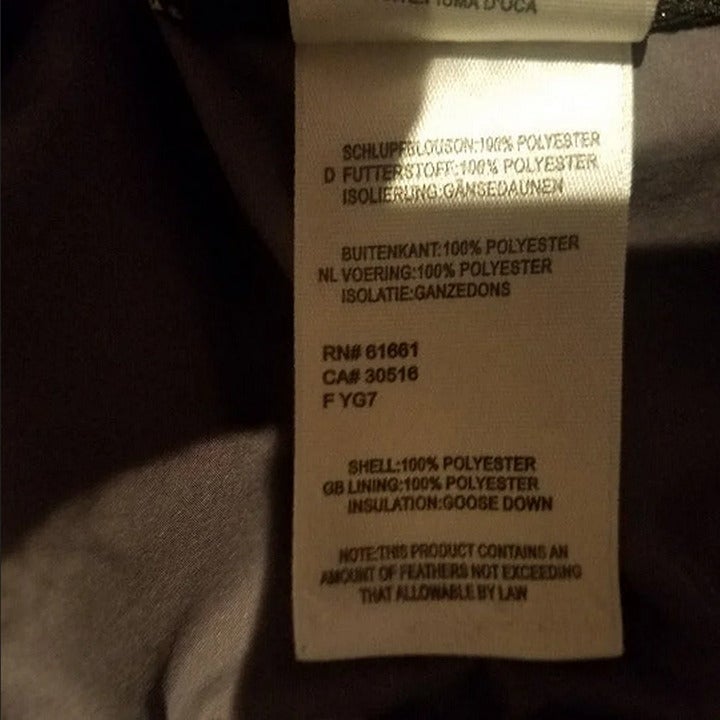 PIUMA D'OCA
SCHLUPFBLOUSON:100% POLYESTER
D FUTTERSTOFF:100% POLYESTER
ISOLIERUNG:GÄNSEDAUNEN
BUITENKANT:100% POLYESTER
NL VOERING:100% POLYESTER
ISOLATIE:GANZEDONS
RN# 61661
CA# 30516
F YG7
SHELL:100% POLYESTER
GB LINING:100% POLYESTER
INSULATION:GOOSE DOWN
NOTE:THIS PRODUCT CONTAINS AN
AMOUNT OF FEATHERS NOT EXCEEDING
THAT ALLOWABLE BY LAW